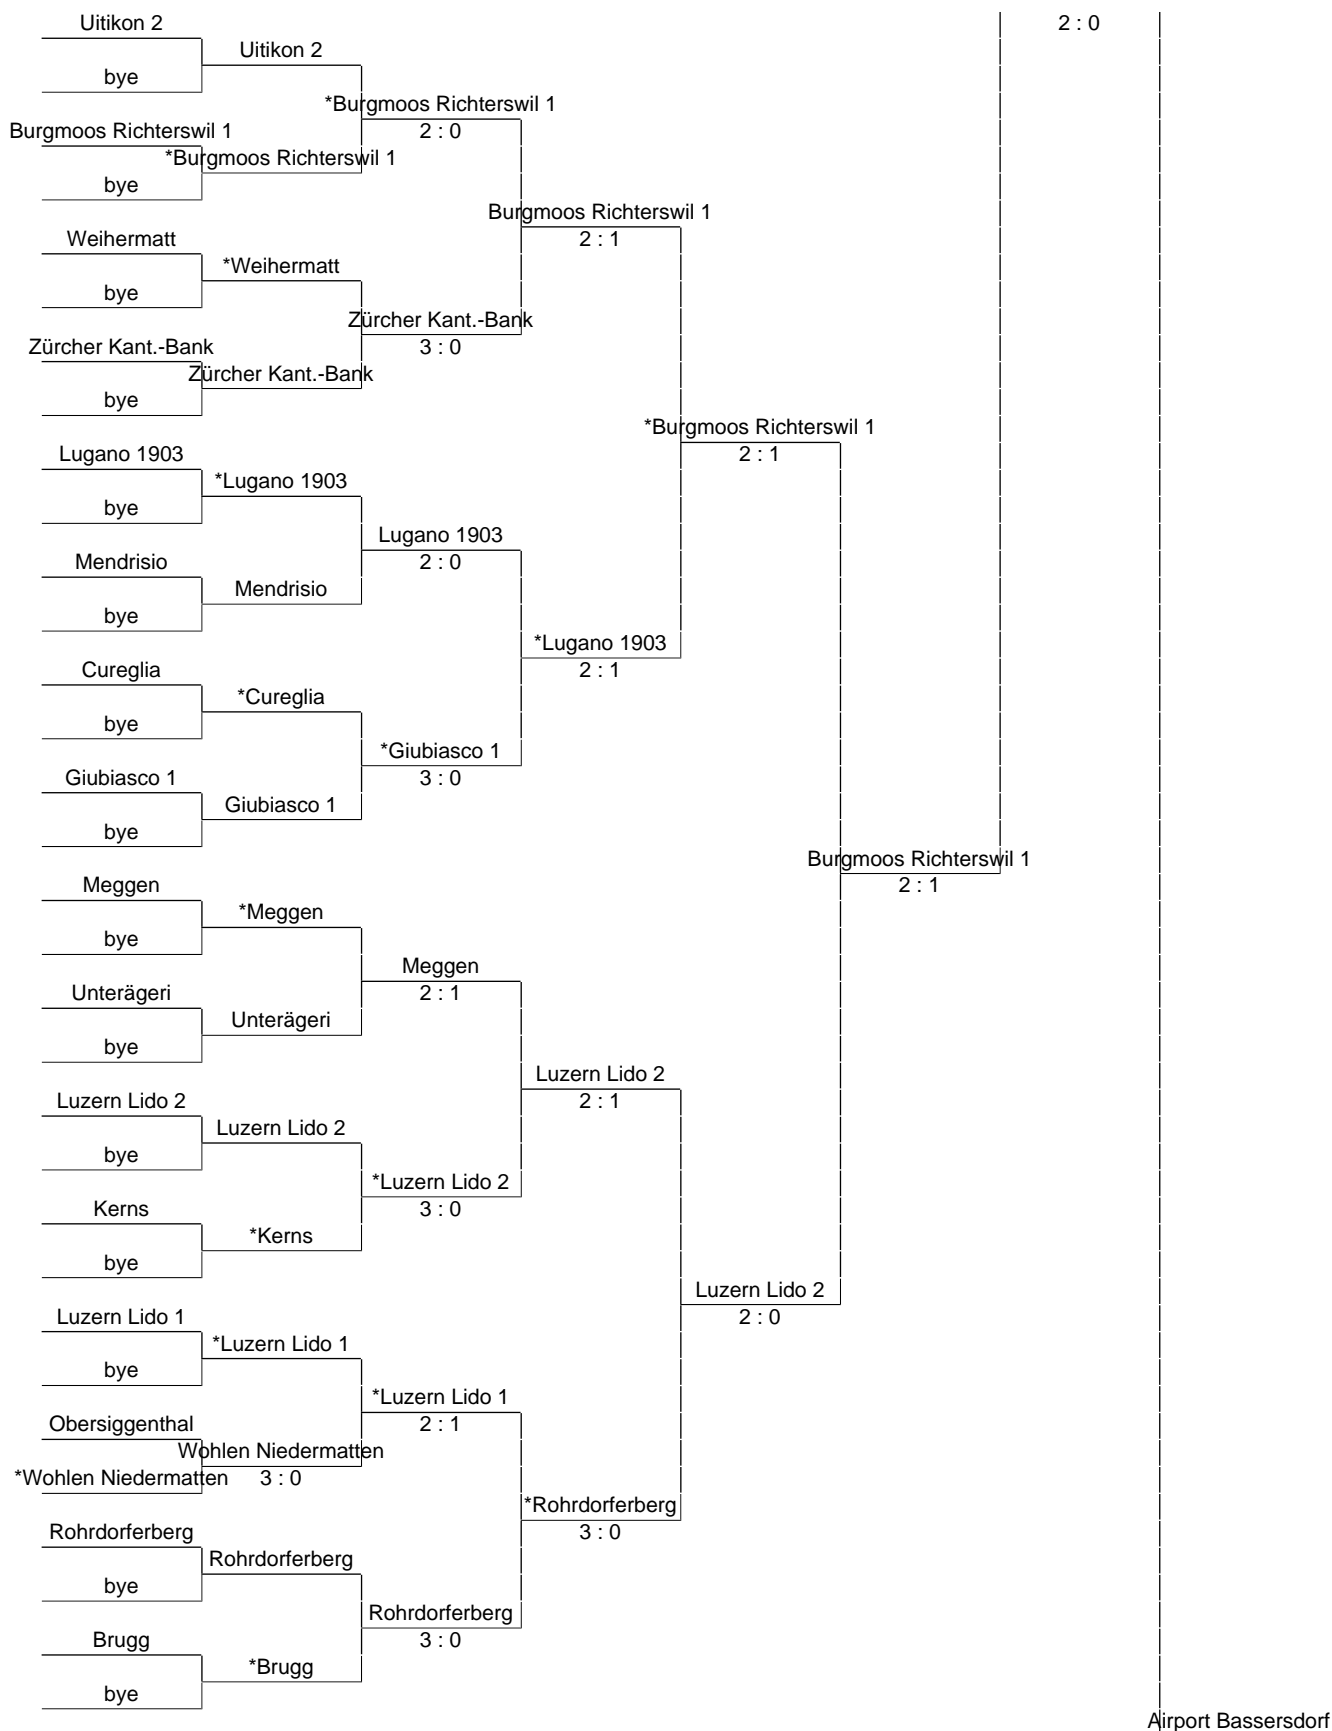 Uitikon 2
2 : 0
Uitikon 2
bye
*Burgmoos Richterswil 1
Burgmoos Richterswil 1
2 : 0
*Burgmoos Richterswil 1
bye
Burgmoos Richterswil 1
Weihermatt
2 : 1
*Weihermatt
bye
Zürcher Kant.-Bank
Zürcher Kant.-Bank
3 : 0
Zürcher Kant.-Bank
bye
*Burgmoos Richterswil 1
Lugano 1903
2 : 1
*Lugano 1903
bye
Lugano 1903
Mendrisio
2 : 0
Mendrisio
bye
*Lugano 1903
Cureglia
2 : 1
*Cureglia
bye
*Giubiasco 1
Giubiasco 1
3 : 0
Giubiasco 1
bye
Burgmoos Richterswil 1
Meggen
2 : 1
*Meggen
bye
Meggen
Unterägeri
2 : 1
Unterägeri
bye
Luzern Lido 2
Luzern Lido 2
2 : 1
Luzern Lido 2
bye
*Luzern Lido 2
Kerns
3 : 0
*Kerns
bye
Luzern Lido 2
Luzern Lido 1
2 : 0
*Luzern Lido 1
bye
*Luzern Lido 1
Obersiggenthal
2 : 1
Wohlen Niedermatten
*Wohlen Niedermatten
3 : 0
*Rohrdorferberg
Rohrdorferberg
3 : 0
Rohrdorferberg
bye
Rohrdorferberg
Brugg
3 : 0
*Brugg
bye
Airport Bassersdorf